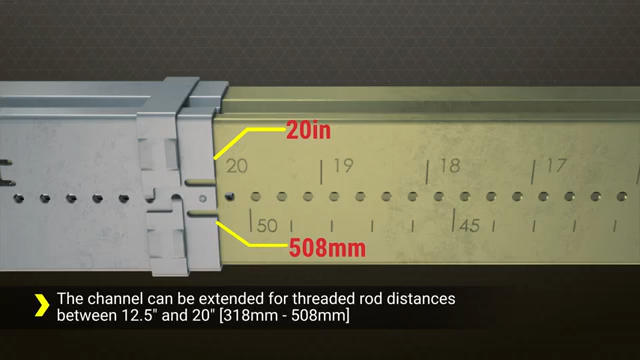 20in
20 19 18 17
50 45
508mm
The channel can be extended for threaded rod distances
between 12.5" and 20" [318mm - 508mm]